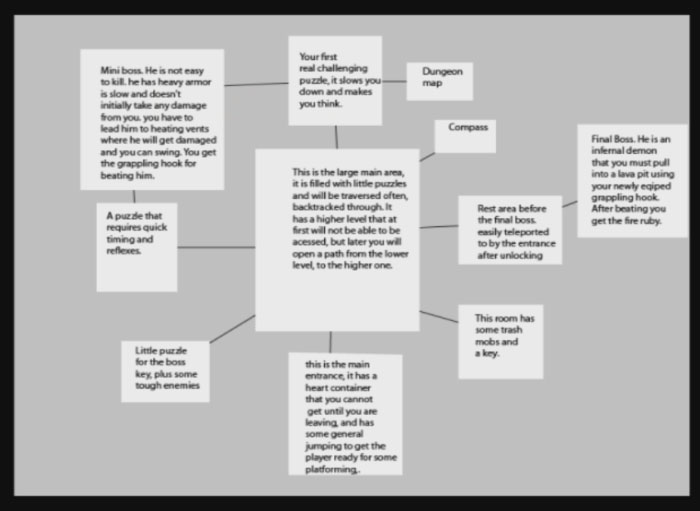 Mini boss. He is not easy
to kill. he has heavy armor
is slow and doesn't
initially take any damage
from you. you have to
lead him to heating vents
where he will get damaged
and you can swing. You get
the grappling hook for
beating him.
Your first
real challenging
puzzle, it slows you
down and makes
you think.
Dungeon
map
Compass
Final Boss. He is an
infernal demon
that you must pull
into a lava pit using
your newly eqiped
grappling hook.
After beating you
get the fire ruby.
This is the large main area,
it is filled with little puzzles
and will be traversed often,
backtracked through. It
has a higher level that at
first will not be able to be
acessed, but later you will
open a path from the lower
level, to the higher one.
A puzzle that
requires quick
timing and
reflexes.
Rest area before
the final boss.
easily teleported
to by the entrance
after unlocking
This room has
some trash
mobs and
a key.
Little puzzle
for the boss
key, plus some
tough enemies
this is the main
entrance, it has a
heart container
that you cannot
get until you are
leaving, and has
some general
jumping to get the
player ready for some
platforming,.